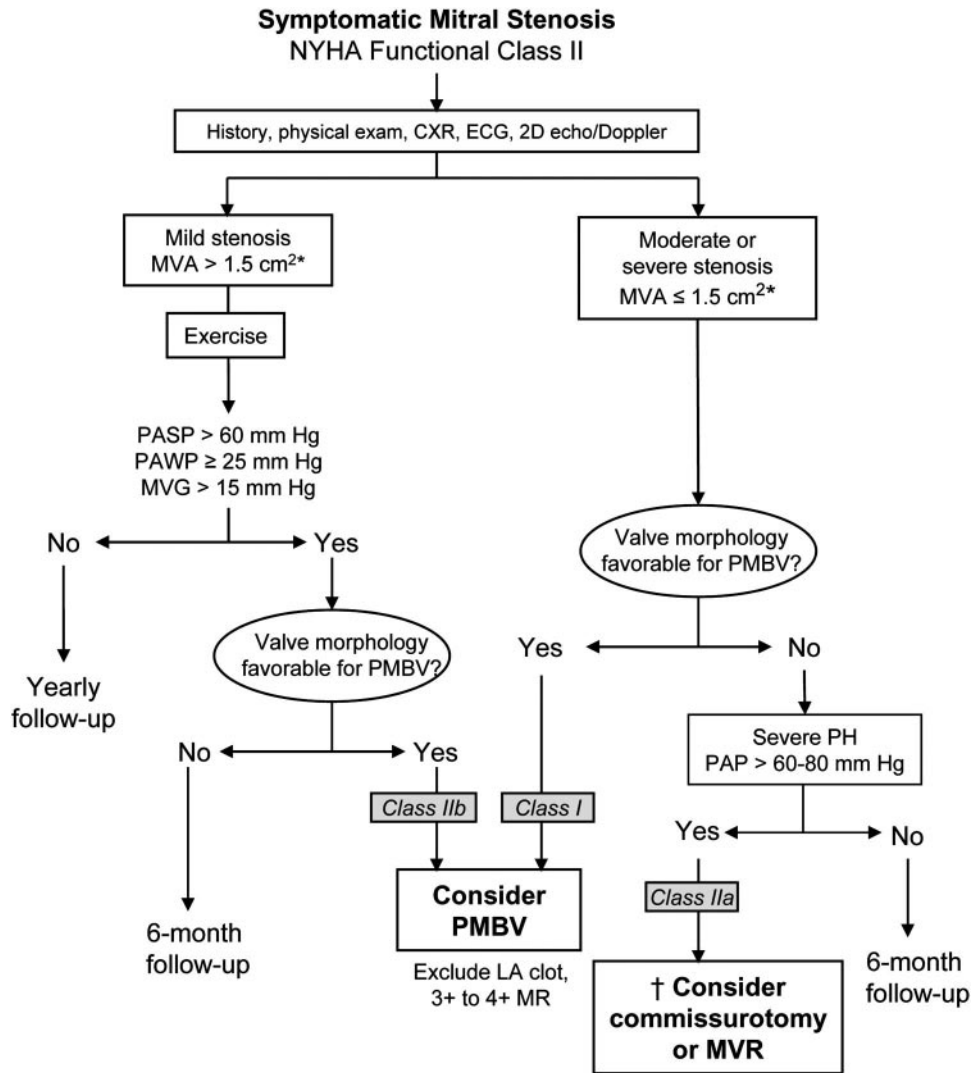 Symptomatic Mitral Stenosis
NYHA Functional Class II
History, physical exam, CXR, ECG, 2D echo/Doppler
Mild stenosis
MVA > 1.5 cm²*
Moderate or
severe stenosis
MVA ≤ 1.5 cm²*
Exercise
PASP > 60 mm Hg
PAWP ≥ 25 mm Hg
MVG > 15 mm Hg
No
Yes
Valve morphology
favorable for PMBV?
Yearly
follow-up
Valve morphology
favorable for PMBV?
Yes
No
No
Yes
Severe PH
PAP > 60-80 mm Hg
Class IIb
Class I
Yes
No
Consider
PMBV
Exclude LA clot,
3+ to 4+ MR
Class IIa
6-month
follow-up
† Consider
commissurotomy
or MVR
6-month
follow-up